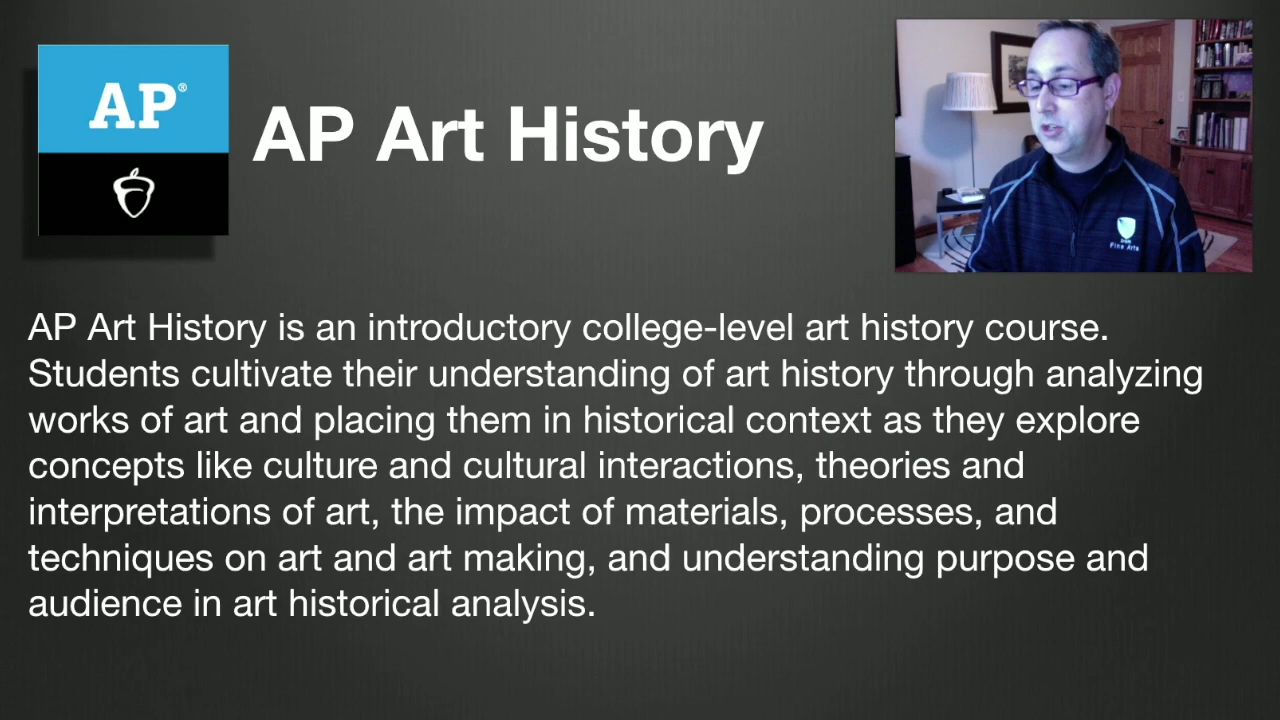 AP®
AP Art History
DGN
Fine Arts
AP Art History is an introductory college-level art history course.
Students cultivate their understanding of art history through analyzing
works of art and placing them in historical context as they explore
concepts like culture and cultural interactions, theories and
interpretations of art, the impact of materials, processes, and
techniques on art and art making, and understanding purpose and
audience in art historical analysis.